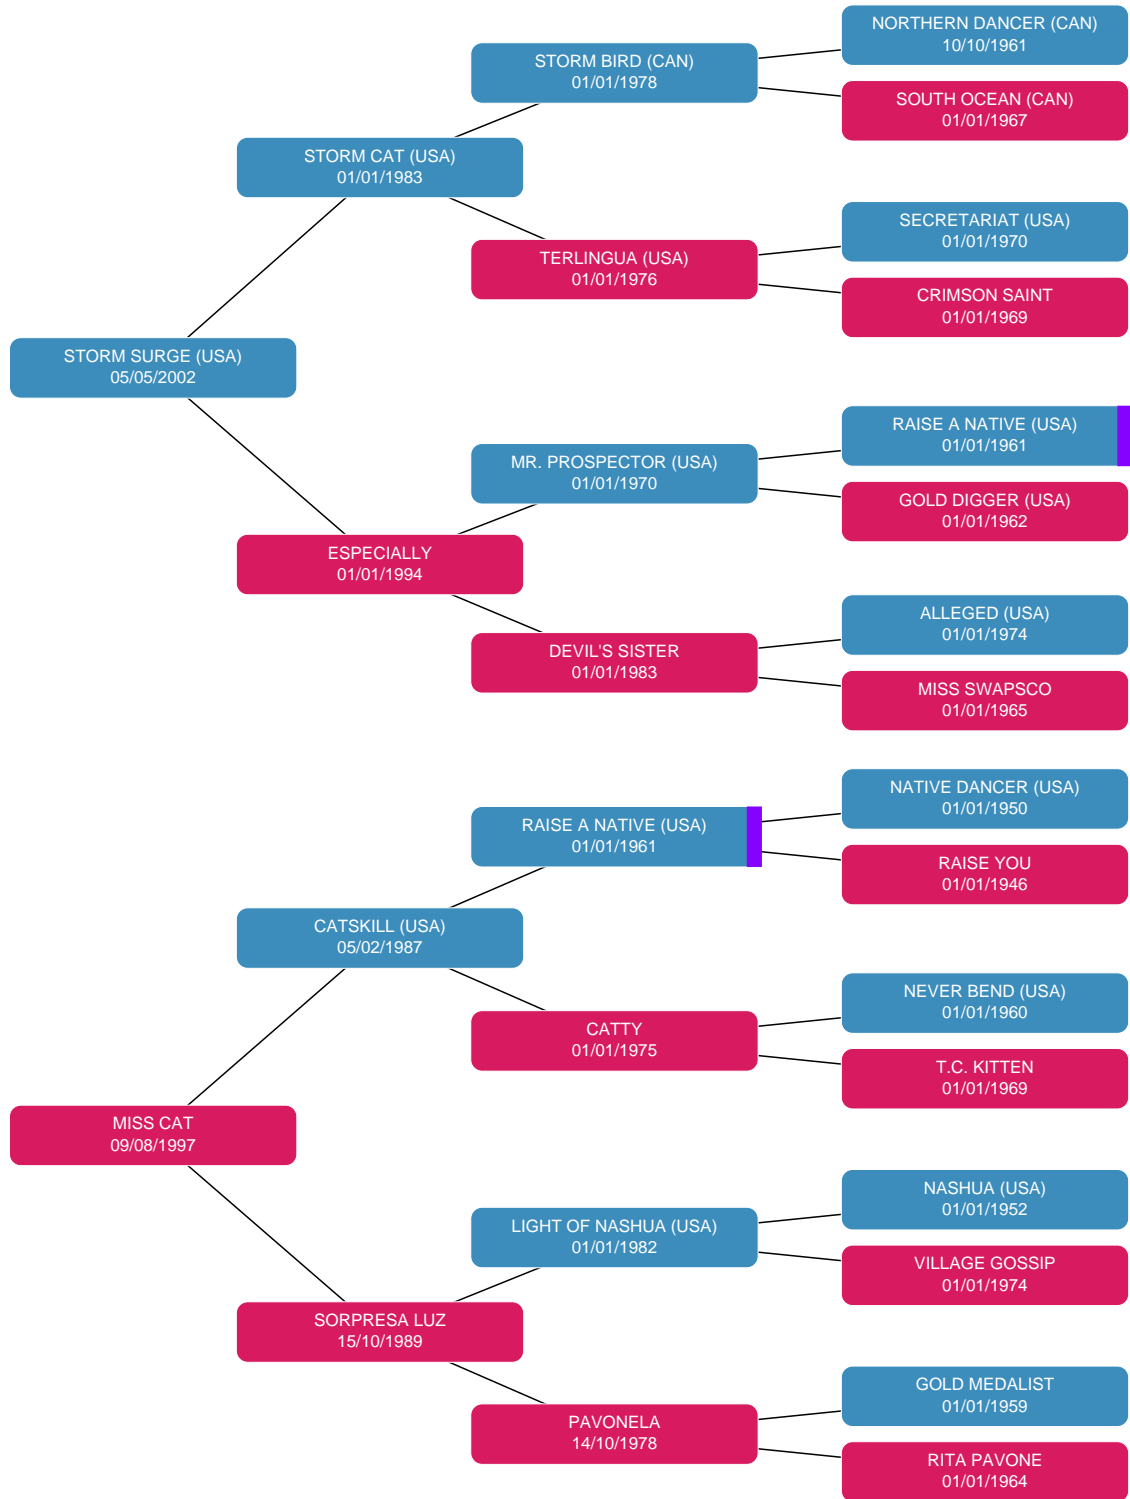 NORTHERN DANCER (CAN)
10/10/1961
STORM BIRD (CAN)
01/01/1978
SOUTH OCEAN (CAN)
01/01/1967
STORM CAT (USA)
01/01/1983
SECRETARIAT (USA)
01/01/1970
TERLINGUA (USA)
01/01/1976
CRIMSON SAINT
01/01/1969
STORM SURGE (USA)
05/05/2002
RAISE A NATIVE (USA)
01/01/1961
MR. PROSPECTOR (USA)
01/01/1970
GOLD DIGGER (USA)
01/01/1962
ESPECIALLY
01/01/1994
ALLEGED (USA)
01/01/1974
DEVIL'S SISTER
01/01/1983
MISS SWAPSCO
01/01/1965
NATIVE DANCER (USA)
01/01/1950
RAISE A NATIVE (USA)
01/01/1961
RAISE YOU
01/01/1946
CATSKILL (USA)
05/02/1987
NEVER BEND (USA)
01/01/1960
CATTY
01/01/1975
T.C. KITTEN
01/01/1969
MISS CAT
09/08/1997
NASHUA (USA)
01/01/1952
LIGHT OF NASHUA (USA)
01/01/1982
VILLAGE GOSSIP
01/01/1974
SORPRESA LUZ
15/10/1989
GOLD MEDALIST
01/01/1959
PAVONELA
14/10/1978
RITA PAVONE
01/01/1964